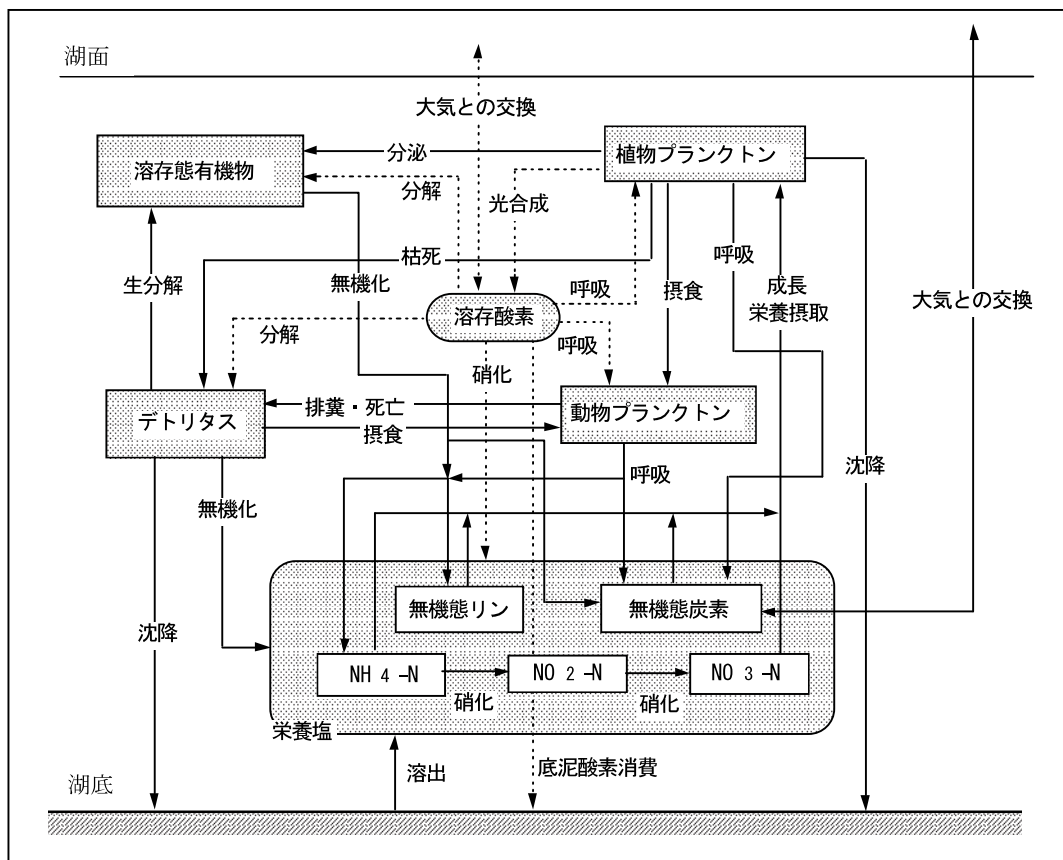 湖面
大気との交換
溶存態有機物
分泌
植物プランクトン
分解
光合成
枯死
呼吸
生分解
無機化
呼吸
摂食
成長
栄養摂取
大気との交換
溶存酸素
分解
呼吸
硝化
デトリタス
排糞・死亡
摂食
動物プランクトン
沈降
呼吸
無機化
無機態リン
無機態炭素
沈降
NH 4 -N
NO 2 -N
NO 3 -N
硝化
硝化
栄養塩
溶出
底泥酸素消費
湖底